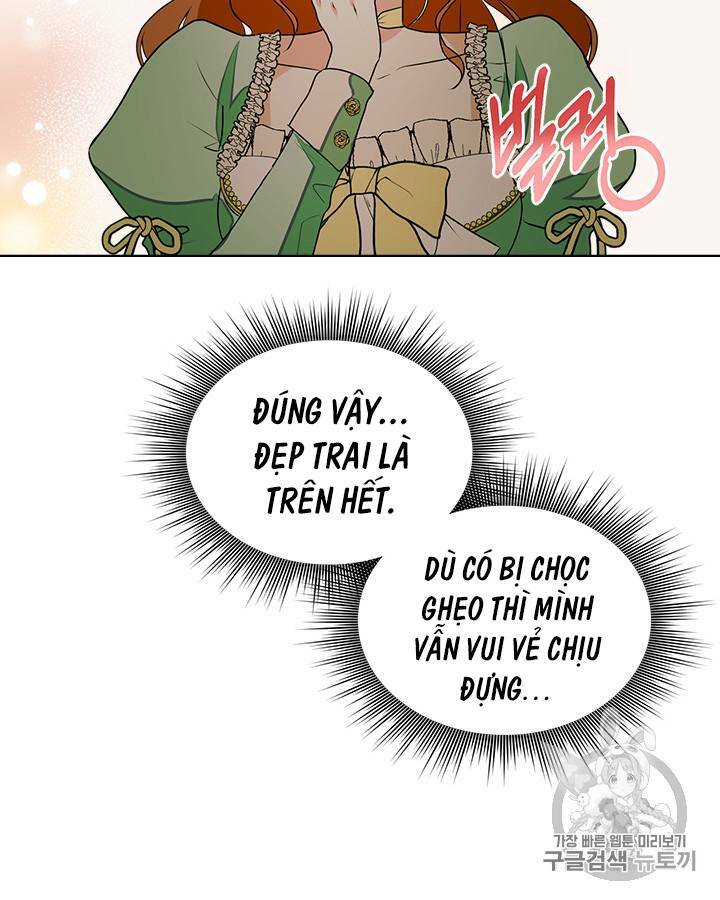 벌렁
ĐÚNG VẬY...
ĐẸP TRAI LÀ
TRÊN HẾT.
DÙ CÓ BỊ CHỌC
GHẸO THÌ MÌNH
VẪN VUI VẺ CHỊU
ĐỰNG...
가장 빠른 웹툰 미리보기
구글검색 뉴토끼